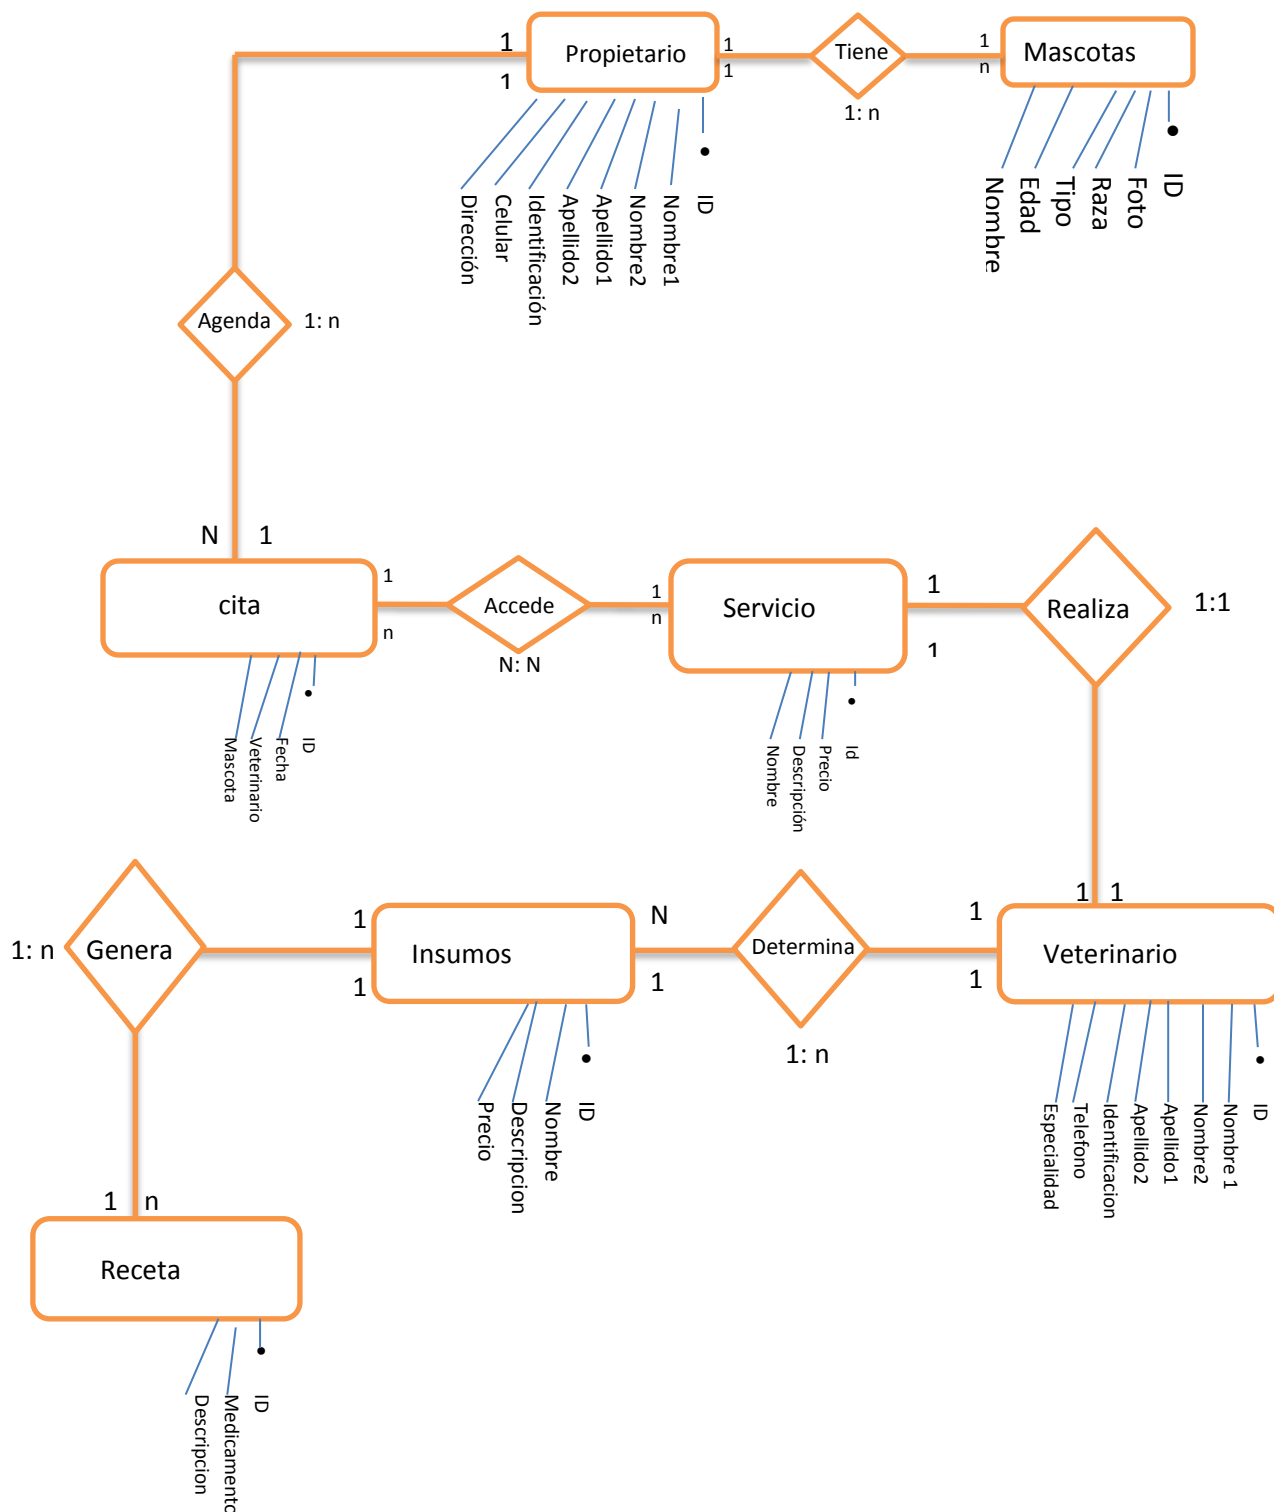 1
1
Propietario
1
1
Tiene
1: n
1
n
Mascotas
Dirección
Celular
Identificación
Apellido2
Apellido1
Nombre2
Nombre1
ID
Nombre
Edad
Tipo
Raza
Foto
ID
Agenda
1: n
N
1
cita
1
n
Accede
N: N
1
n
Servicio
1
1
Realiza
1:1
Mascota
Veterinario
Fecha
ID
Nombre
Descripción
Precio
Id
1: n
Genera
1
1
Insumos
N
1
Determina
1: n
1
1
1
1
Veterinario
Precio
Descripcion
Nombre
ID
Especialidad
Telefono
Identificacion
Apellido2
Apellido1
Nombre2
Nombre 1
ID
1
n
Receta
Descripcion
Medicamento
ID